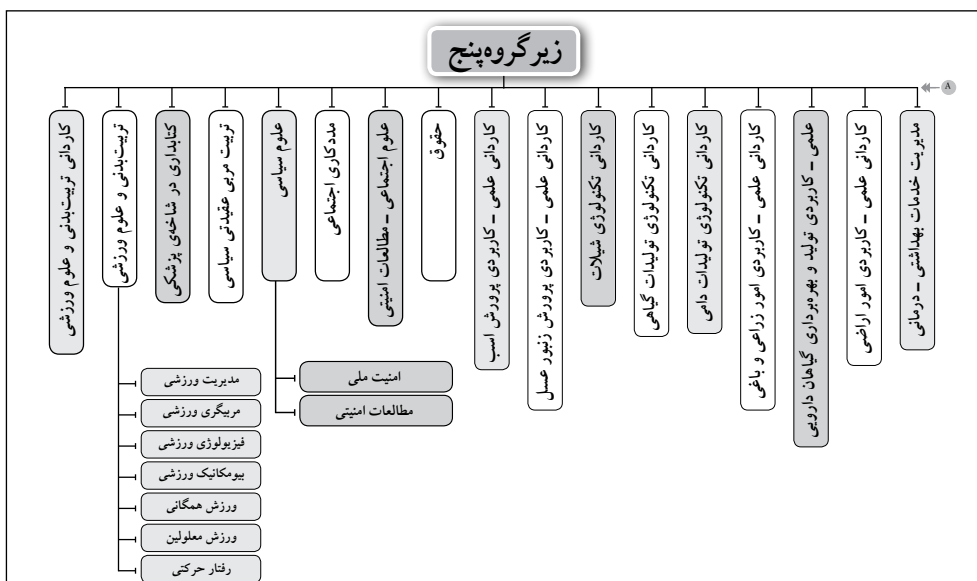 زیرگروه‌پنج
A
مدیریت خدمات بهداشتی ـ درمانی
کاردانی علمی ـ کاربردی امور اراضی
علمی ـ کاربردی تولید و بهره‌برداری گیاهان دارویی
کاردانی علمی ـ کاربردی امور زراعی و باغی
کاردانی تکنولوژی تولیدات دامی
کاردانی تکنولوژی تولیدات گیاهی
کاردانی تکنولوژی شیلات
کاردانی علمی ـ کاربردی پرورش زنبور عسل
کاردانی علمی ـ کاربردی پرورش اسب
حقوق
علوم اجتماعی ـ مطالعات امنیتی
مددکاری اجتماعی
علوم سیاسی
امنیت ملی
مطالعات امنیتی
تربیت مربی عقیدتی سیاسی
کتابداری در شاخه‌ی پزشکی
تربیت‌بدنی و علوم ورزشی
مدیریت ورزشی
مربیگری ورزشی
فیزیولوژی ورزشی
بیومکانیک ورزشی
ورزش همگانی
ورزش معلولین
رفتار حرکتی
کاردانی تربیت‌بدنی و علوم ورزشی